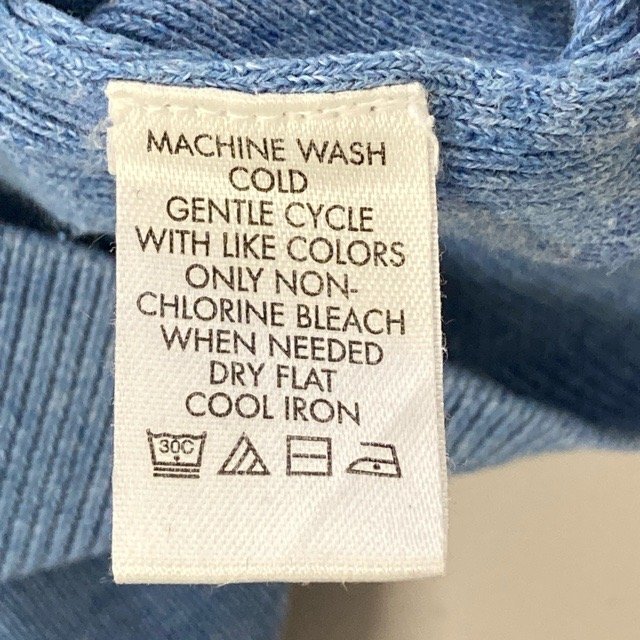 MACHINE WASH
COLD
GENTLE CYCLE
WITH LIKE COLORS
ONLY NON-
CHLORINE BLEACH
WHEN NEEDED
DRY FLAT
COOL IRON
30C